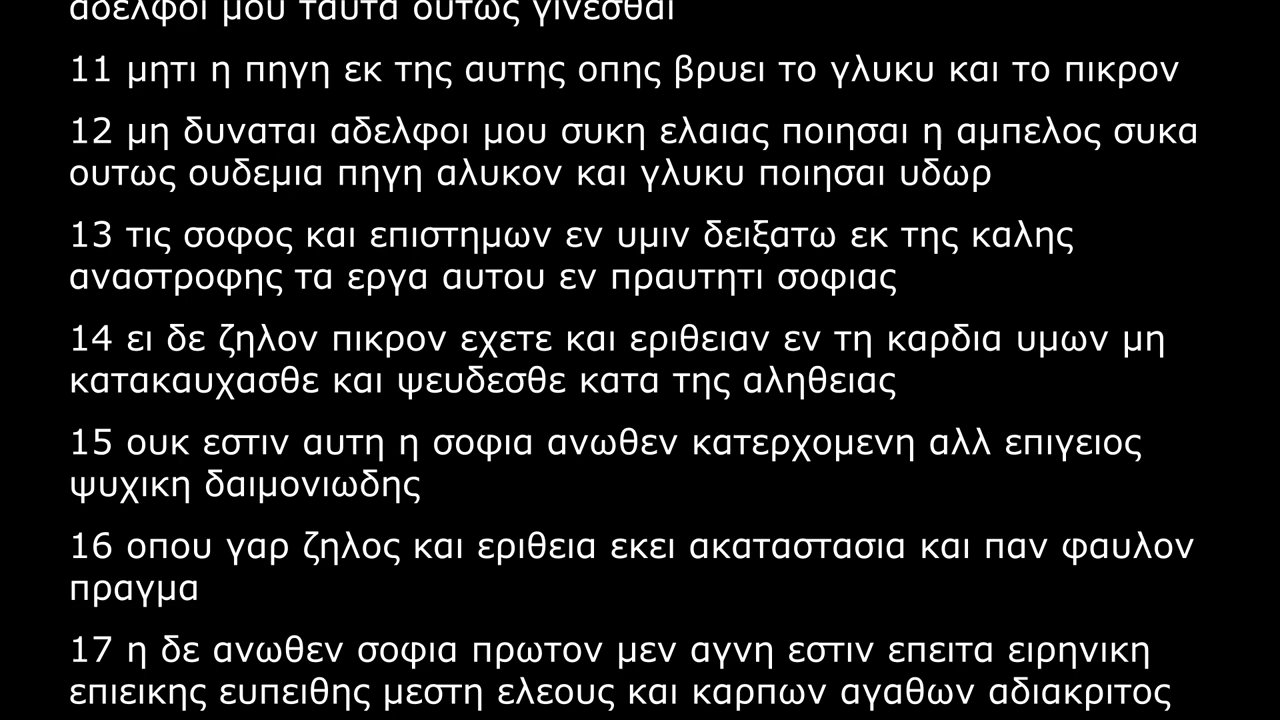 αδελφοι μου ταυτα ουτως γινεσθαι
11 μητι η πηγη εκ της αυτης οπης βρυει το γλυκυ και το πικρον
12 μη δυναται αδελφοι μου συκη ελαιας ποιησαι η αμπελος συκα
ουτως ουδεμια πηγη αλυκον και γλυκυ ποιησαι υδωρ
13 τις σοφος και επιστημων εν υμιν δειξατω εκ της καλης
αναστροφης τα εργα αυτου εν πραυτητι σοφιας
14 ει δε ζηλον πικρον εχετε και εριθειαν εν τη καρδια υμων μη
κατακαυχασθε και ψευδεσθε κατα της αληθειας
15 ουκ εστιν αυτη η σοφια ανωθεν κατερχομενη αλλ επιγειος
ψυχικη δαιμονιωδης
16 οπου γαρ ζηλος και εριθεια εκει ακαταστασια και παν φαυλον
πραγμα
17 η δε ανωθεν σοφια πρωτον μεν αγνη εστιν επειτα ειρηνικη
επιεικης ευπειθης μεστη ελεους και καρπων αγαθων αδιακριτος